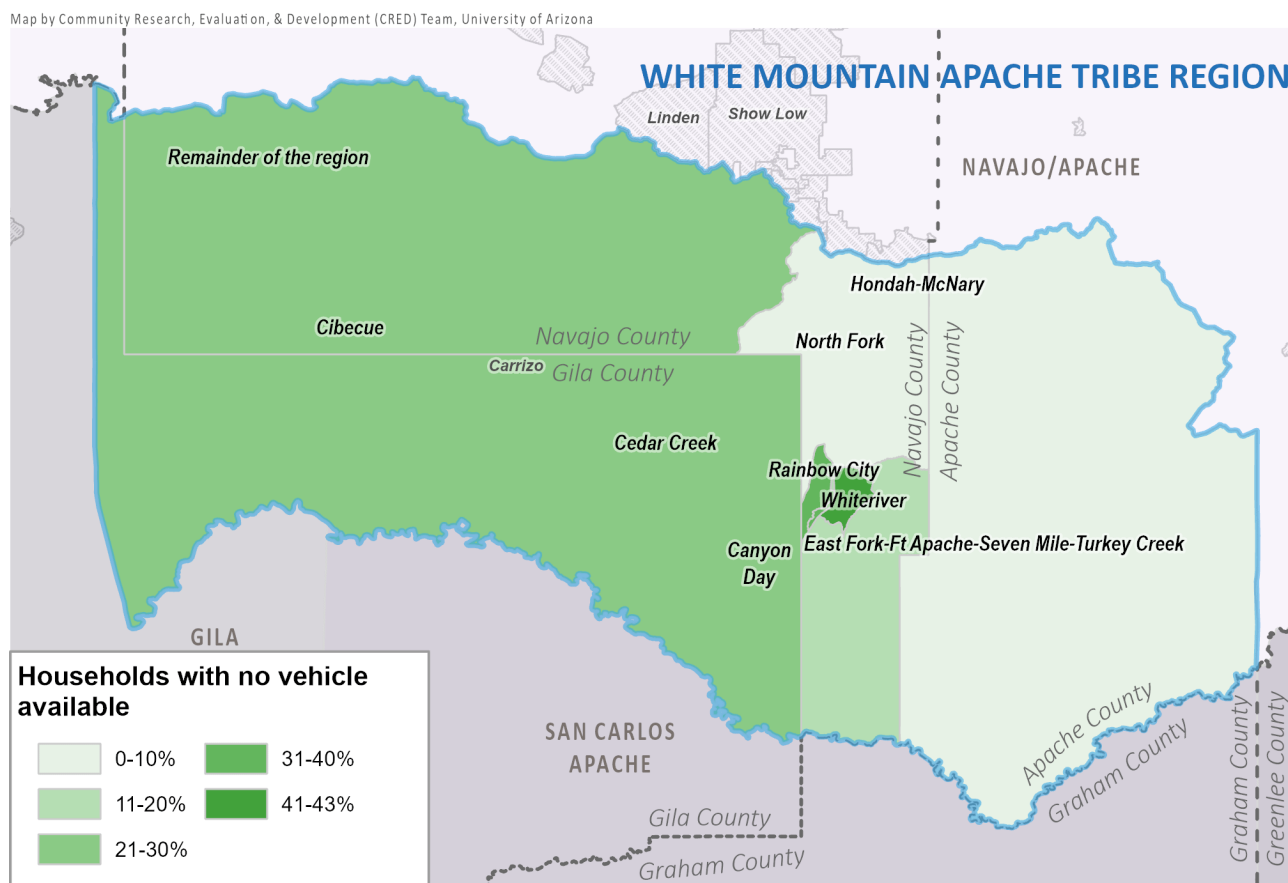 Map by Community Research, Evaluation, & Development (CRED) Team, University of Arizona
WHITE MOUNTAIN APACHE TRIBE REGION
Linden
Show Low
Remainder of the region
NAVAJO/APACHE
Hondah-McNary
Cibecue
Navajo County
North Fork
Navajo County
Apache County
Carrizo
Gila County
Cedar Creek
Rainbow City
Whiteriver
Canyon
Day
East Fork-Ft Apache-Seven Mile-Turkey Creek
GILA
SAN CARLOS
APACHE
Apache County
Graham County
Graham County
Greenlee County
Gila County
Graham County
Households with no vehicle
available
0-10%
11-20%
21-30%
31-40%
41-43%